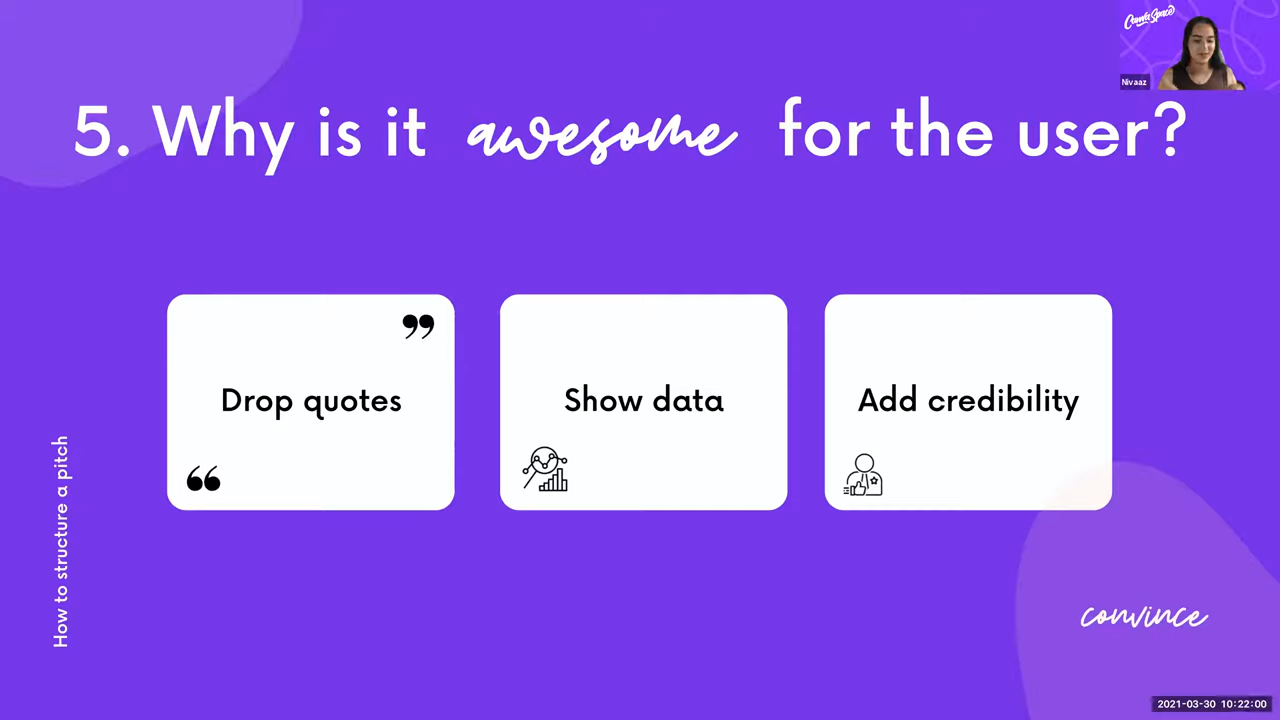 CanvaSpace
Nivaaz
5. Why is it awesome for the user?
Drop quotes
Show data
Add credibility
How to structure a pitch
convince
2021-03-30 10:22:00